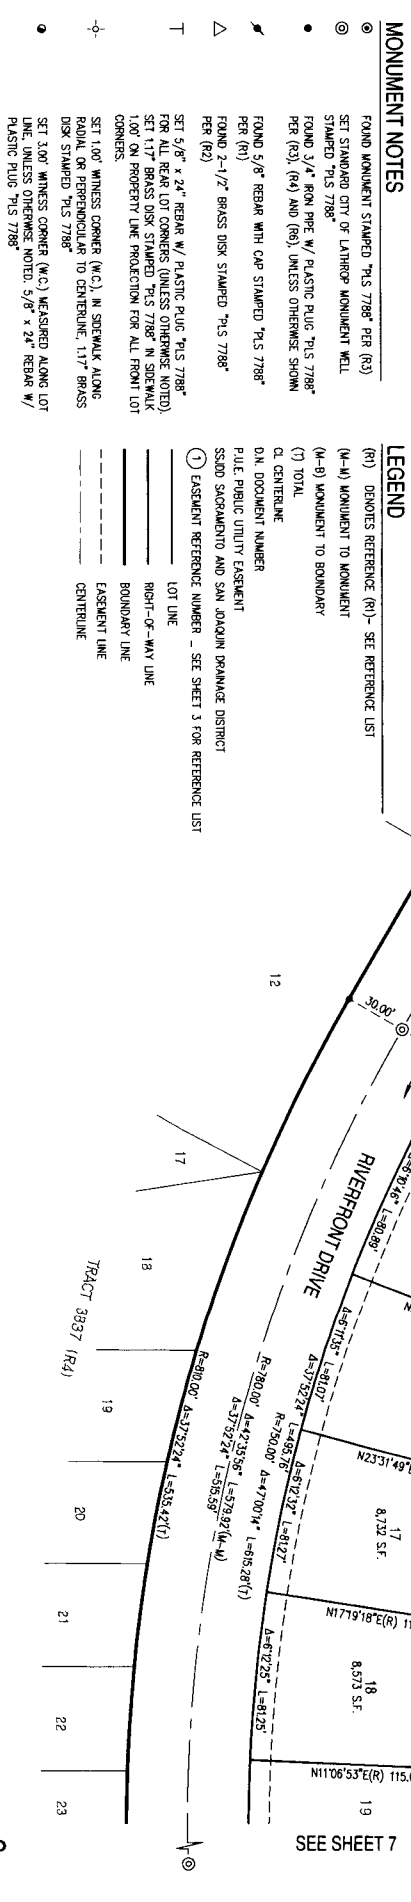 MONUMENT NOTES
FOUND MONUMENT STAMPED "PLS 7788" PER (R3)
SET STANDARD CITY OF LATHROP MONUMENT WELL
STAMPED "PLS 7788"
FOUND 3/4" IRON PIPE W/ PLASTIC PLUG "PLS 7788"
PER (R3), (R4) AND (R6), UNLESS OTHERWISE SHOWN
FOUND 5/8" REBAR WITH CAP STAMPED "PLS 7788"
PER (R1)
FOUND 2-1/2" BRASS DISK STAMPED "PLS 7788"
PER (R2)
SET 5/8" x 24" REBAR W/ PLASTIC PLUG "PLS 7788"
FOR ALL REAR LOT CORNERS (UNLESS OTHERWISE NOTED).
SET 1.17" BRASS DISK STAMPED "PLS 7788" IN SIDEWALK
1.00' ON PROPERTY LINE PROJECTION FOR ALL FRONT LOT
CORNERS.
SET 1.00' WITNESS CORNER (W.C.), IN SIDEWALK ALONG
RADIAL OR PERPENDICULAR TO CENTERLINE, 1.17" BRASS
DISK STAMPED "PLS 7788"
SET 3.00' WITNESS CORNER (W.C.) MEASURED ALONG LOT
LINE, UNLESS OTHERWISE NOTED. 5/8" x 24" REBAR W/
PLASTIC PLUG "PLS 7788"
LEGEND
(R1) DENOTES REFERENCE (R1)- SEE REFERENCE LIST
(M-M) MONUMENT TO MONUMENT
(M-B) MONUMENT TO BOUNDARY
(T) TOTAL
CL CENTERLINE
D.N. DOCUMENT NUMBER
P.U.E. PUBLIC UTILITY EASEMENT
SSJDD SACRAMENTO AND SAN JOAQUIN DRAINAGE DISTRICT
1 EASEMENT REFERENCE NUMBER _ SEE SHEET 3 FOR REFERENCE LIST
LOT LINE
RIGHT-OF-WAY LINE
BOUNDARY LINE
EASEMENT LINE
CENTERLINE
12
30.00'
17
18
TRACT 3837 (R4)
19
20
21
22
23
RIVERFRONT DRIVE
Δ=6°10'46" L=80.89'
Δ=6°11'35" L=81.07'
Δ=37°52'24" L=495.76'
R=750.00' Δ=47°00'14" L=615.28'(T)
Δ=6°12'32" L=81.27'
R=780.00' Δ=42°35'56" L=579.92'(M-M)
Δ=37°52'24" L=515.59'
R=810.00' Δ=37°52'24" L=535.42'(T)
Δ=6°12'25" L=81.25'
N23°31'49"E
17
8,732 S.F.
N17°19'18"E(R) 11
18
8,573 S.F.
N11°06'53"E(R) 115.
19
SEE SHEET 7